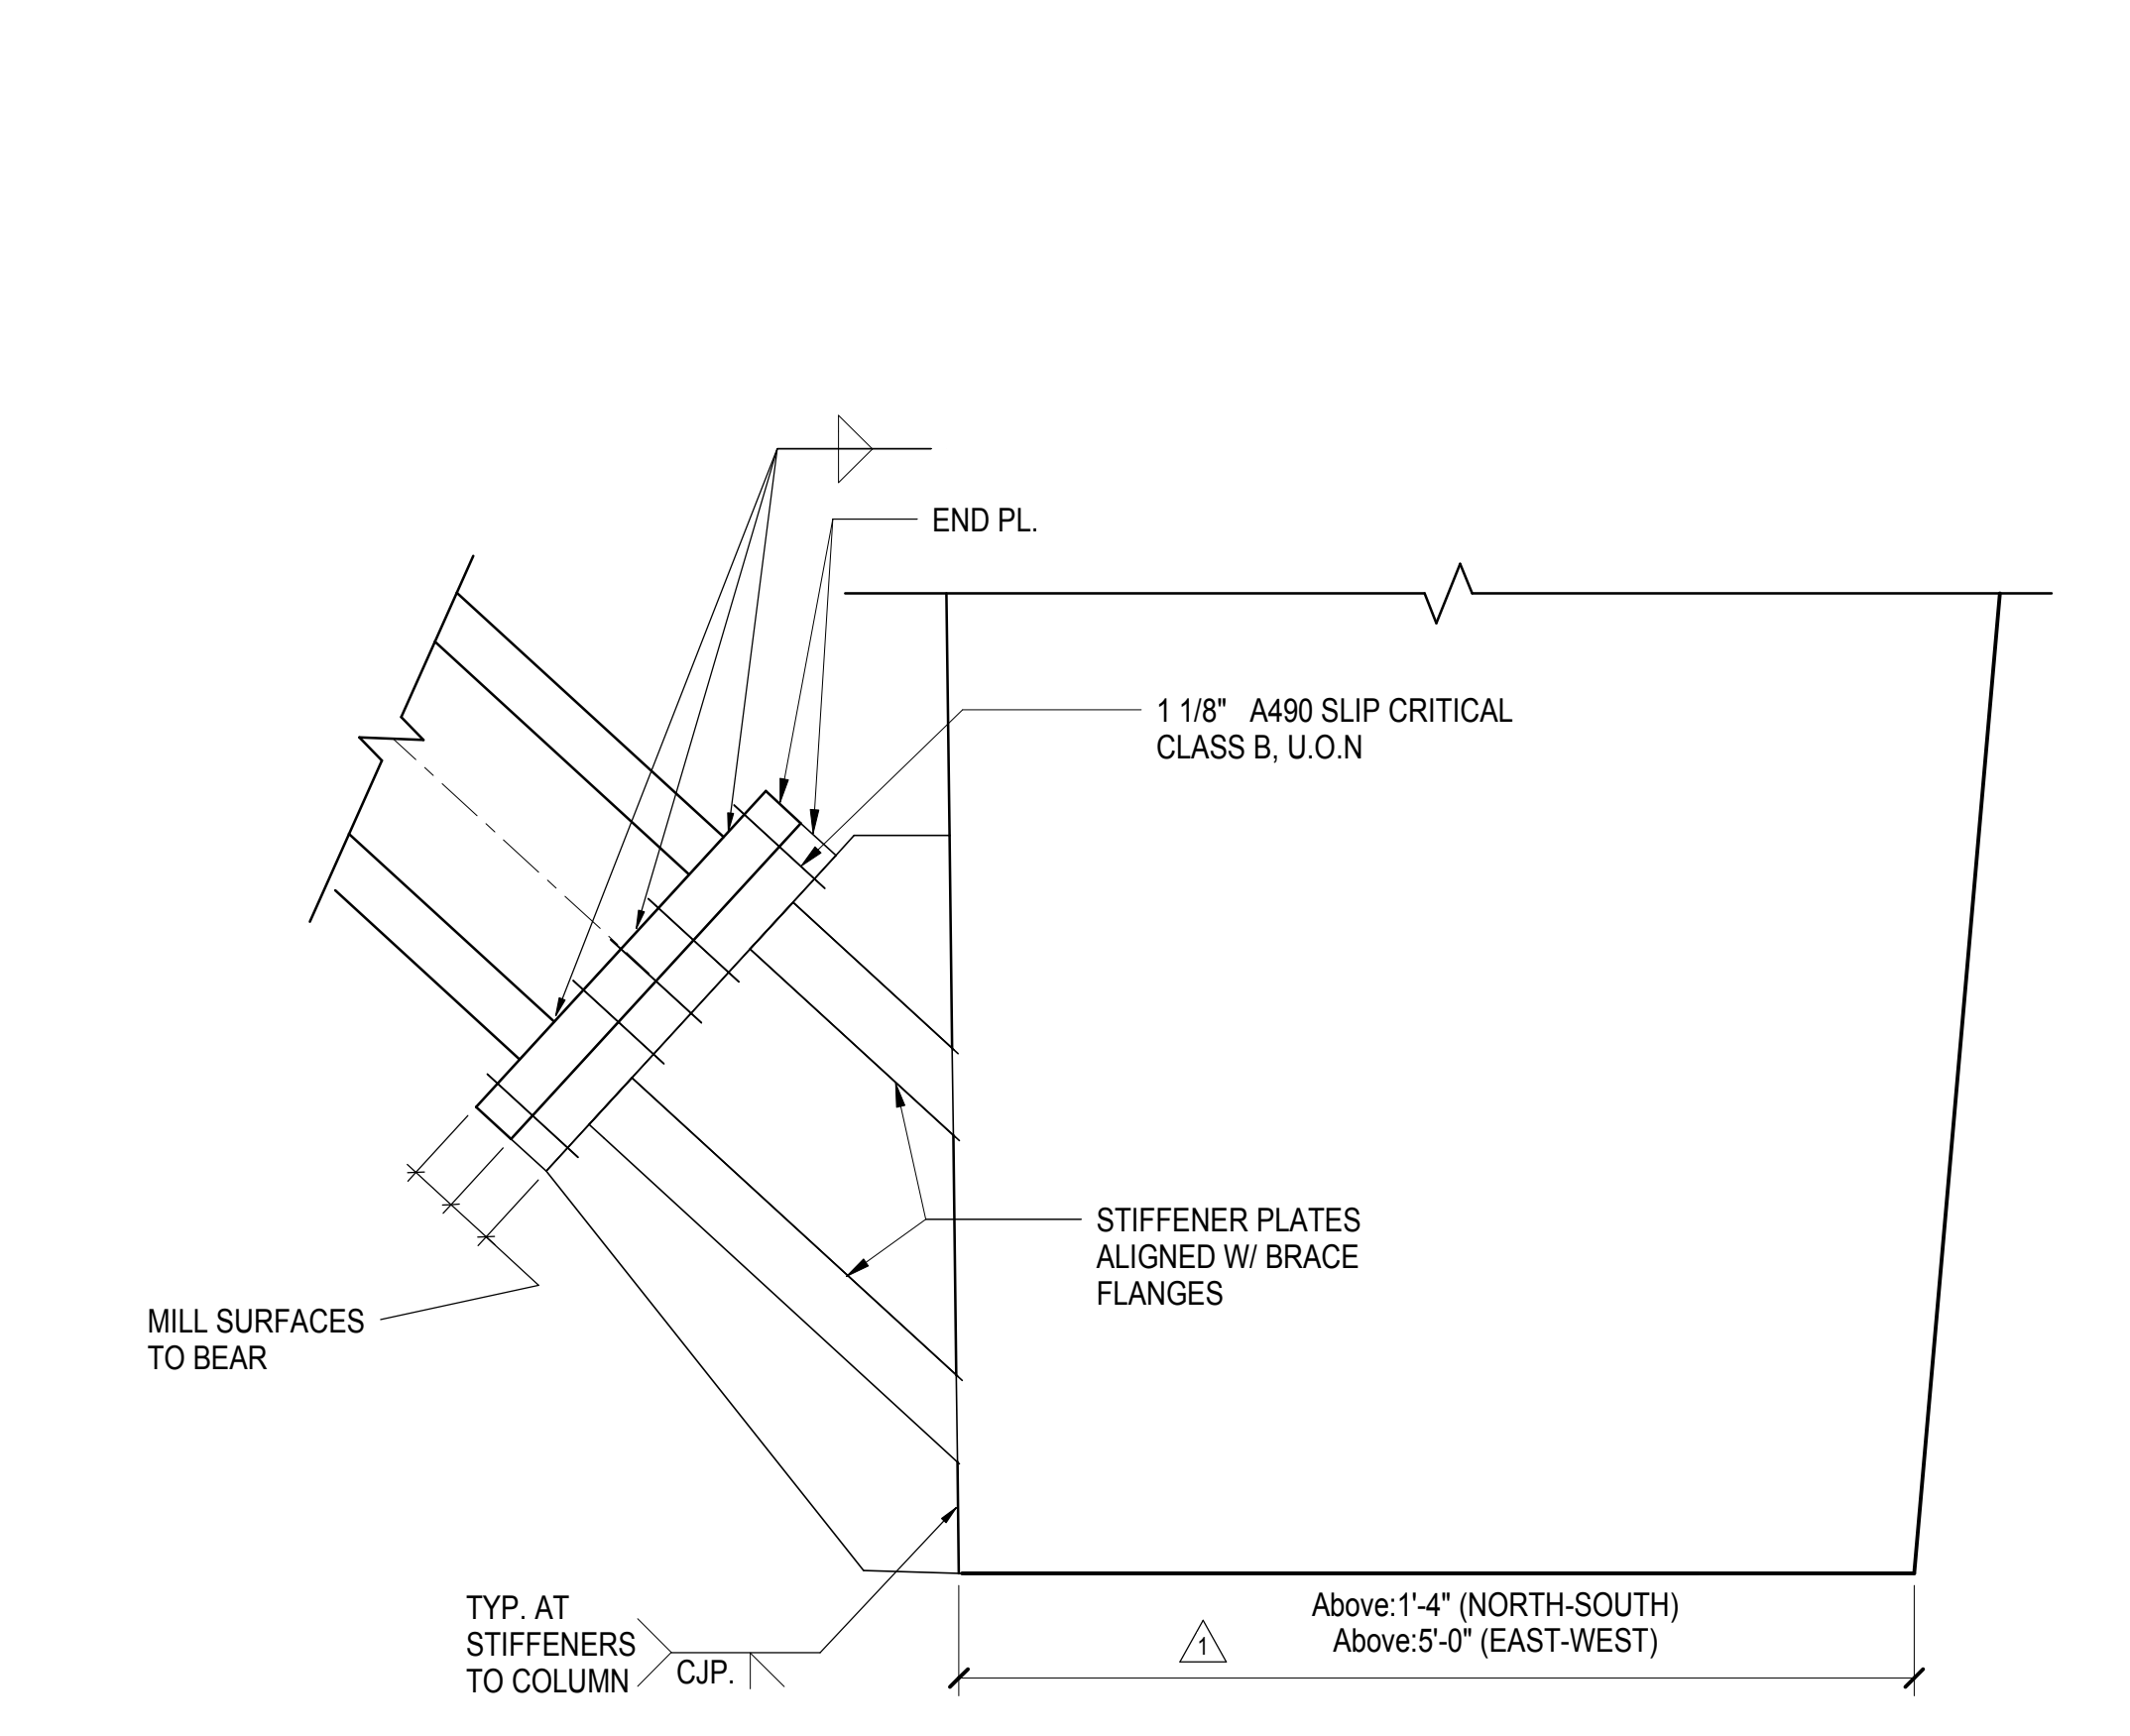 END PL.
1 1/8" A490 SLIP CRITICAL
CLASS B, U.O.N
STIFFENER PLATES
ALIGNED W/ BRACE
FLANGES
MILL SURFACES
TO BEAR
TYP. AT
STIFFENERS
TO COLUMN
CJP.
Above:1'-4" (NORTH-SOUTH)
Above:5'-0" (EAST-WEST)
1